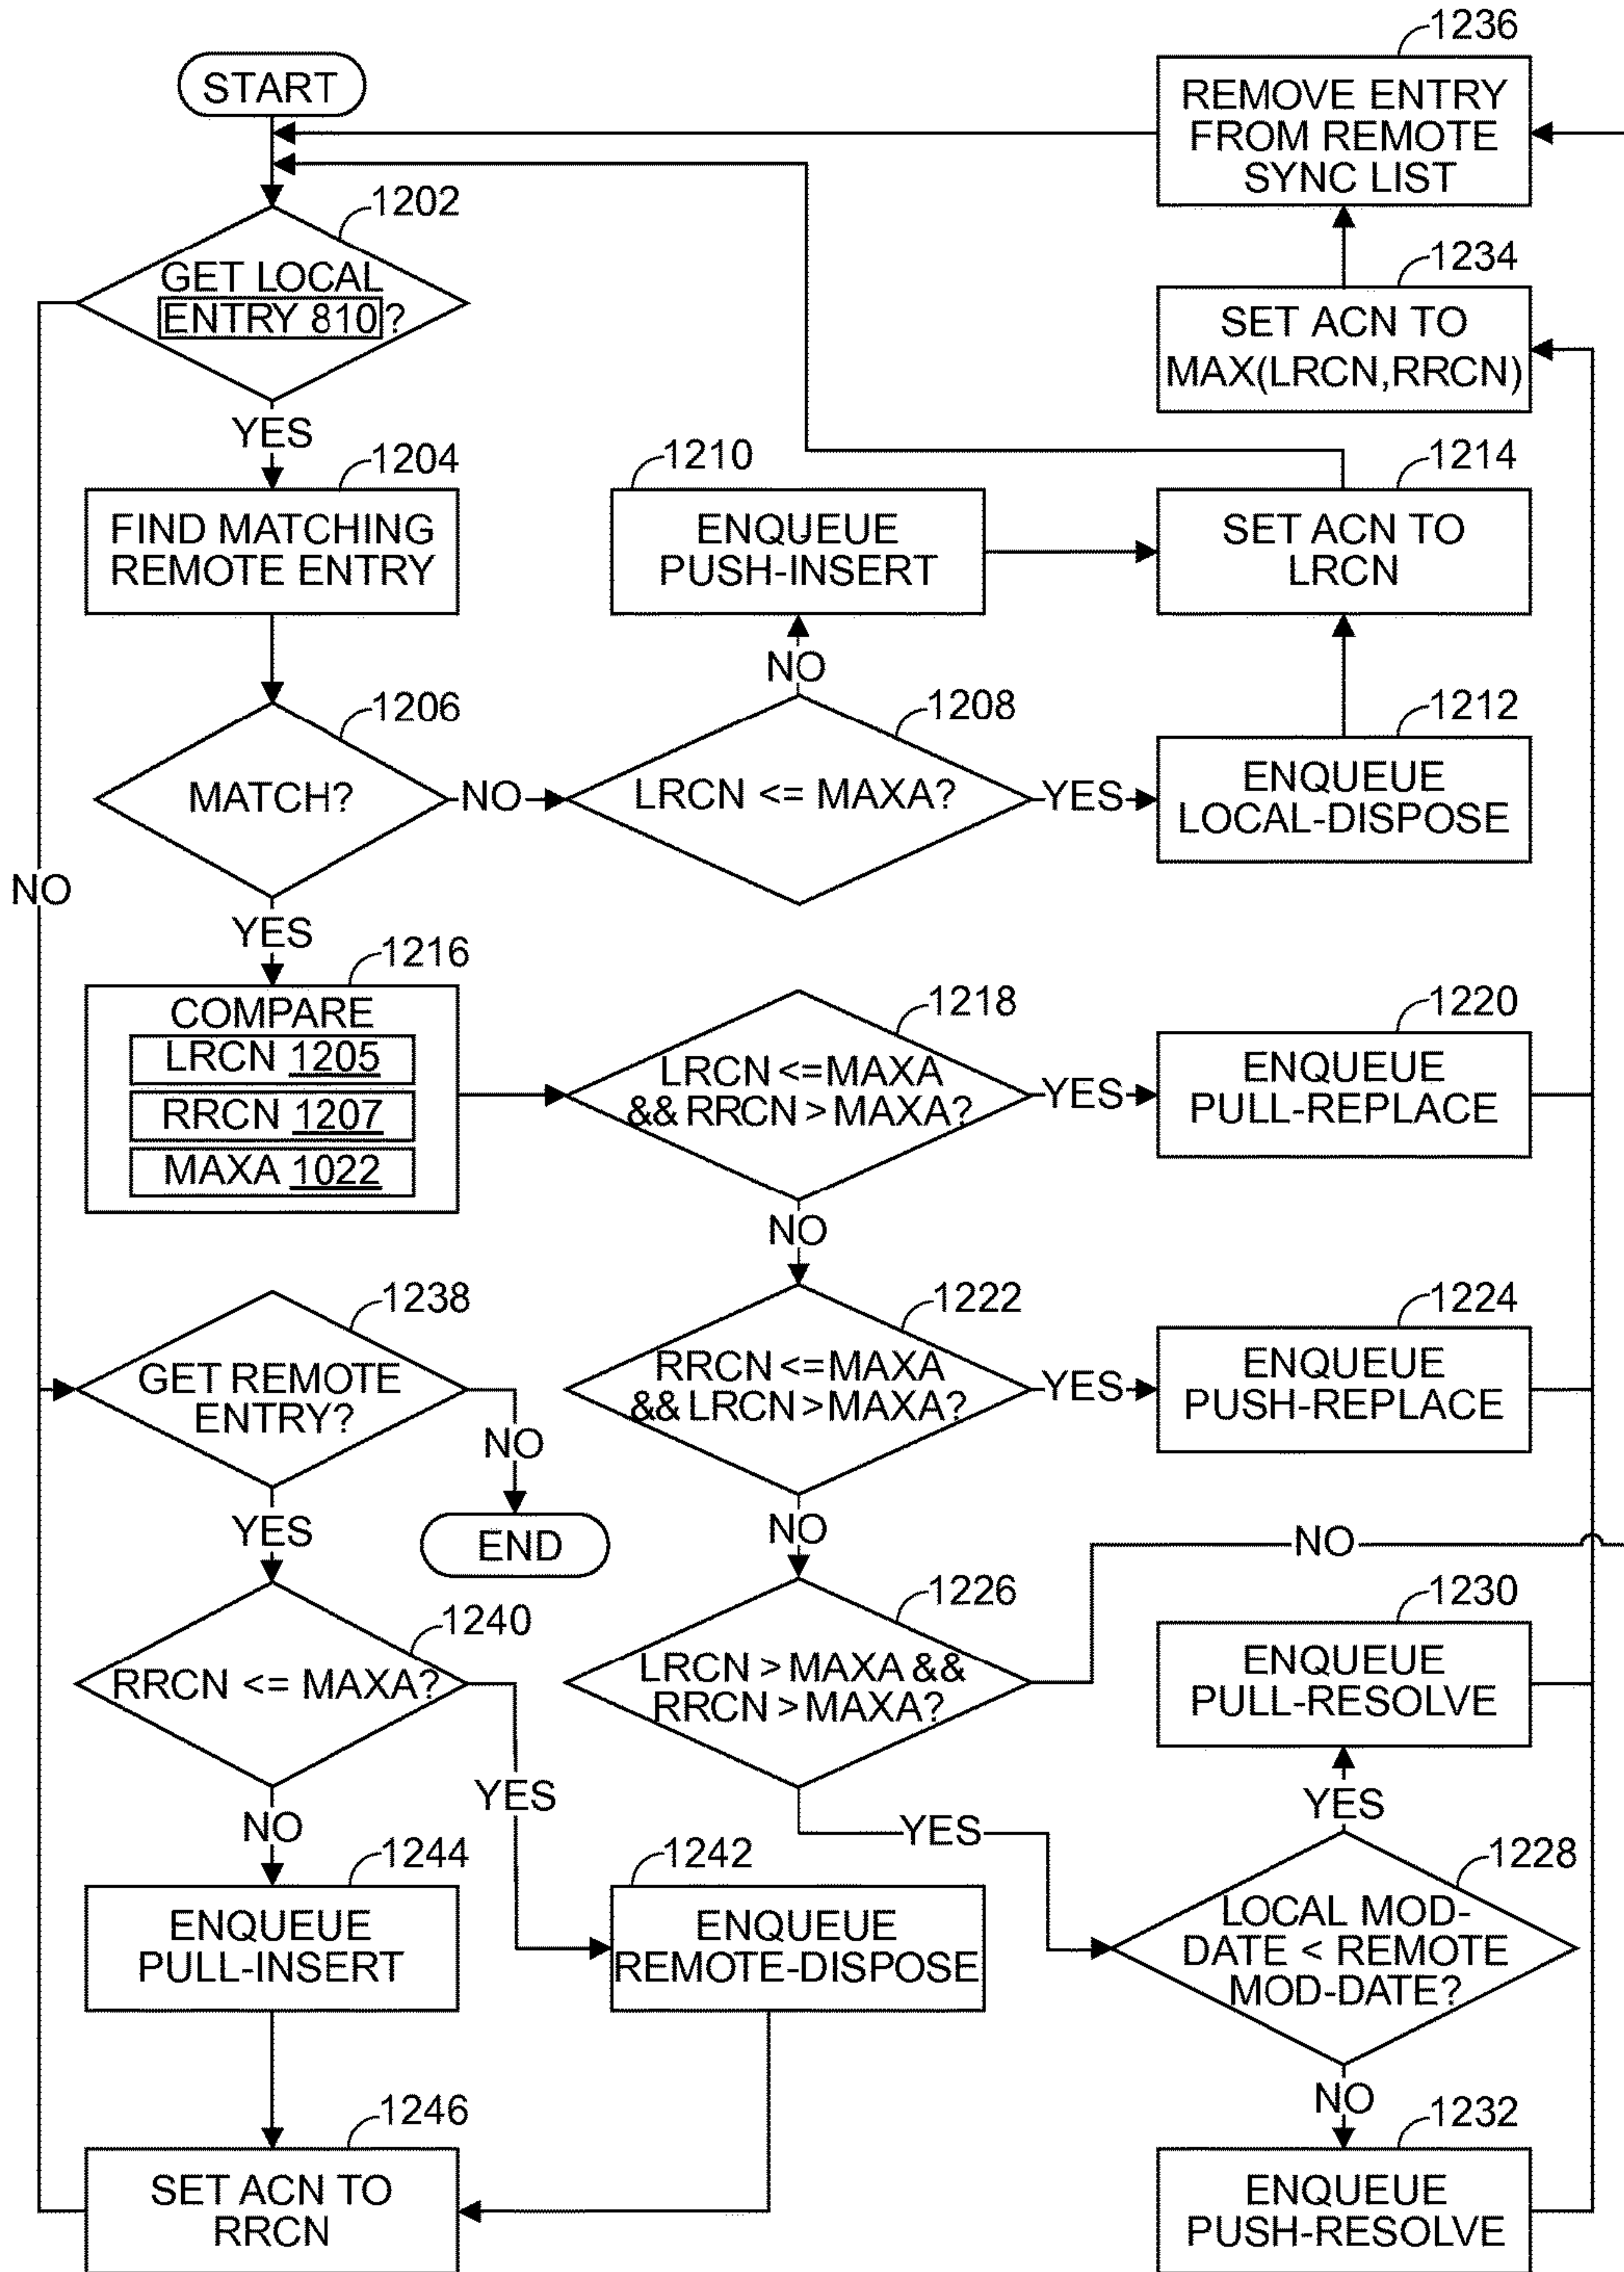 START
1236
REMOVE ENTRY
FROM REMOTE
SYNC LIST
1202
GET LOCAL
ENTRY 810?
YES
1234
SET ACN TO
MAX(LRCN,RRCN)
1204
FIND MATCHING
REMOTE ENTRY
1210
ENQUEUE
PUSH-INSERT
1214
SET ACN TO
LRCN
NO
1206
MATCH?
NO
1208
LRCN <= MAXA?
YES
1212
ENQUEUE
LOCAL-DISPOSE
NO
YES
1216
COMPARE
LRCN 1205
RRCN 1207
MAXA 1022
1218
LRCN <=MAXA
&& RRCN > MAXA?
YES
1220
ENQUEUE
PULL-REPLACE
NO
1238
GET REMOTE
ENTRY?
NO
END
YES
1222
RRCN <=MAXA
&& LRCN >MAXA?
YES
1224
ENQUEUE
PUSH-REPLACE
NO
1226
LRCN > MAXA &&
RRCN > MAXA?
NO
YES
1230
ENQUEUE
PULL-RESOLVE
YES
1240
RRCN <= MAXA?
YES
NO
1244
ENQUEUE
PULL-INSERT
1242
ENQUEUE
REMOTE-DISPOSE
1228
LOCAL MOD-
DATE < REMOTE
MOD-DATE?
NO
1246
SET ACN TO
RRCN
1232
ENQUEUE
PUSH-RESOLVE